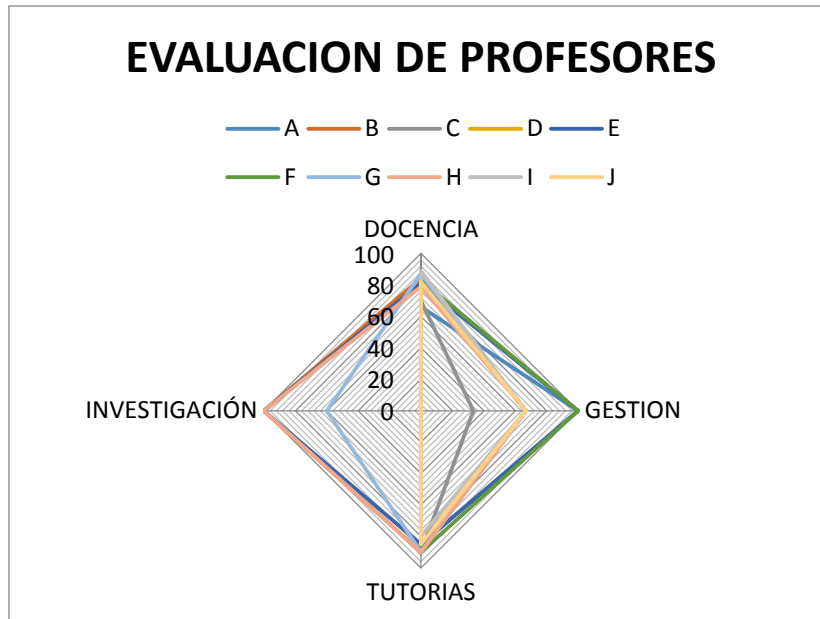 EVALUACION DE PROFESORES
A B C D E
F G H I J
DOCENCIA
100
80
60
40
20
0
INVESTIGACIÓN GESTION
TUTORIAS